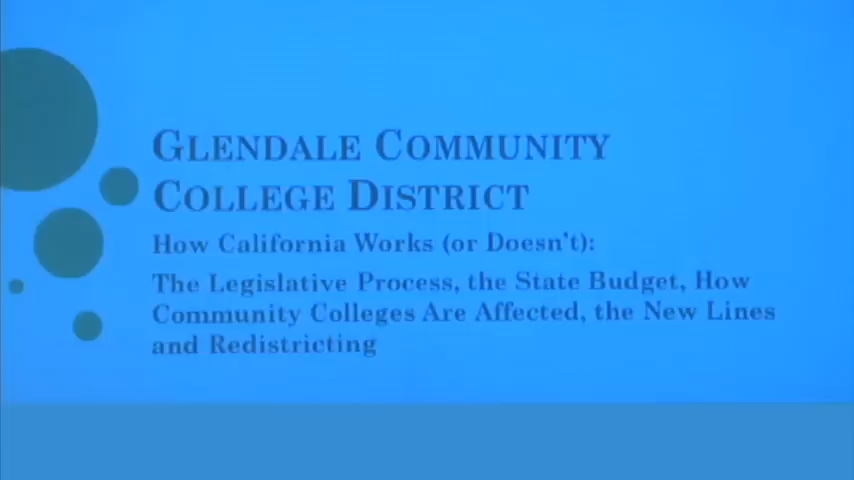 GLENDALE COMMUNITY
COLLEGE DISTRICT
How California Works (or Doesn't):
The Legislative Process, the State Budget, How
Community Colleges Are Affected, the New Lines
and Redistricting